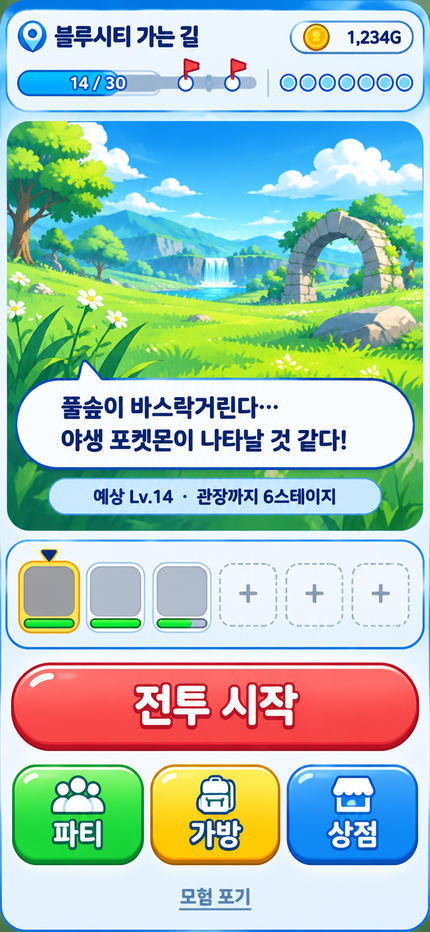 블루시티 가는 길
1,234G
14 / 30
풀숲이 바스락거린다…
야생 포켓몬이 나타날 것 같다!
예상 Lv.14 · 관장까지 6스테이지
+ + +
전투 시작
파티 가방 상점
모험 포기